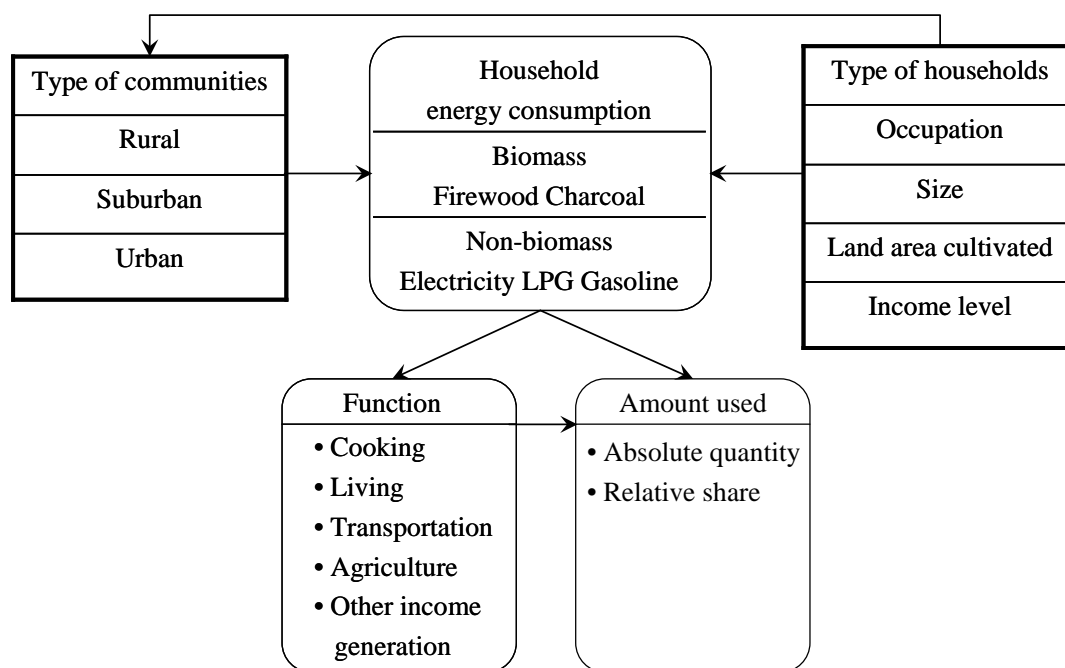 Type of communities
Rural
Suburban
Urban
Household
energy consumption
Biomass
Firewood Charcoal
Non-biomass
Electricity LPG Gasoline
Type of households
Occupation
Size
Land area cultivated
Income level
Function
• Cooking
• Living
• Transportation
• Agriculture
• Other income
generation
Amount used
• Absolute quantity
• Relative share